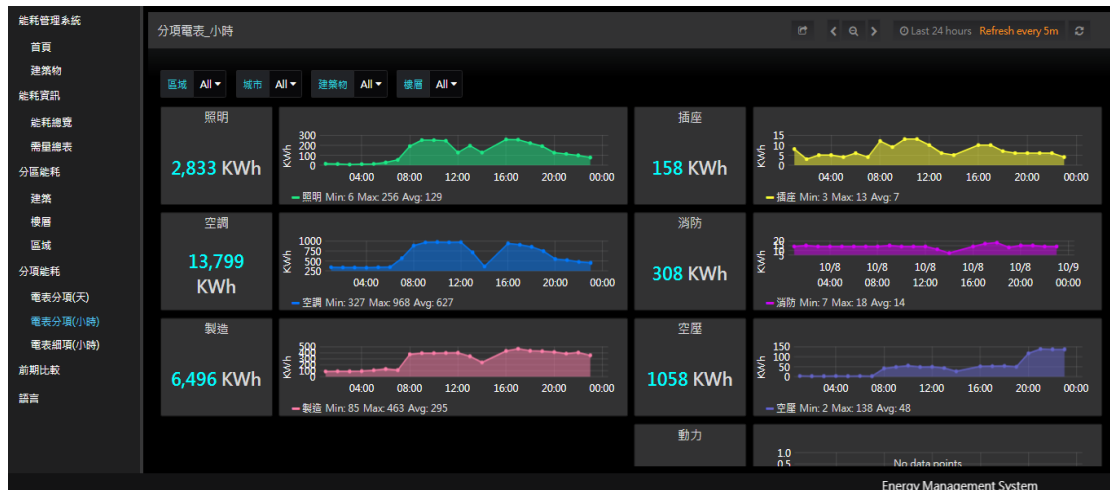 能耗管理系統
首頁
建築物
能耗資訊
能耗總覽
需量總表
分區能耗
建築
樓層
區域
分項能耗
電表分項(天)
電表分項(小時)
電表細項(小時)
前期比較
語言
分項電表_小時
Last 24 hours Refresh every 5m
區域 All 城市 All 建築物 All 樓層 All
照明
2,833 KWh
KWh
300
200
100
0
04:00 08:00 12:00 16:00 20:00 00:00
照明 Min: 6 Max: 256 Avg: 129
插座
158 KWh
KWh
15
10
5
0
04:00 08:00 12:00 16:00 20:00 00:00
插座 Min: 3 Max: 13 Avg: 7
空調
13,799
KWh
KWh
1000
750
500
250
04:00 08:00 12:00 16:00 20:00 00:00
空調 Min: 327 Max: 968 Avg: 627
消防
308 KWh
KWh
20
15
10
5
10/8 10/8 10/8 10/8 10/8 10/9
04:00 08:00 12:00 16:00 20:00 00:00
消防 Min: 7 Max: 18 Avg: 14
製造
6,496 KWh
KWh
500
400
300
200
100
0
04:00 08:00 12:00 16:00 20:00 00:00
製造 Min: 85 Max: 463 Avg: 295
空壓
1058 KWh
KWh
150
100
50
0
04:00 08:00 12:00 16:00 20:00 00:00
空壓 Min: 2 Max: 138 Avg: 48
動力
1.0
0.5
No data points
Energy Management System